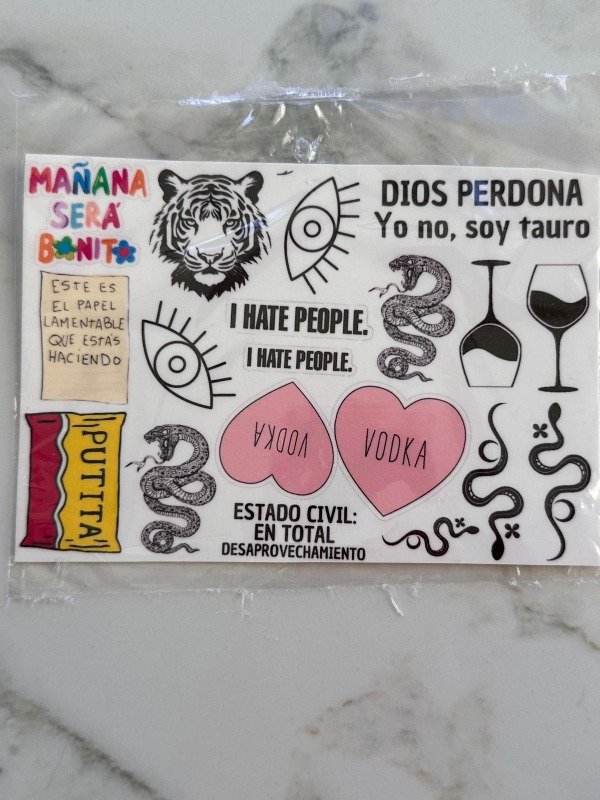 MAÑANA
SERÁ
BONITO
DIOS PERDONA
Yo no, soy tauro
ESTE ES
EL PAPEL
LAMENTABLE
QUE ESTAS
HACIENDO
I HATE PEOPLE.
I HATE PEOPLE.
PUTITA
VODKA
VODKA
ESTADO CIVIL:
EN TOTAL
DESAPROVECHAMIENTO